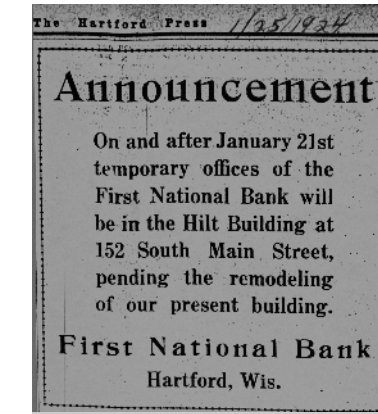 The Hartford Press 1/25/1924
Announcement
On and after January 21st
temporary offices of the
First National Bank will
be in the Hilt Building at
152 South Main Street,
pending the remodeling
of our present building.
First National Bank
Hartford, Wis.